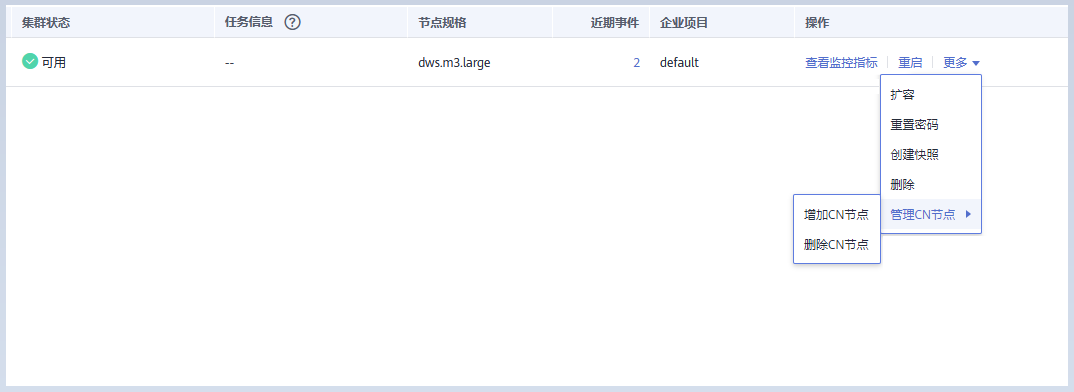 集群状态 任务信息 ? 节点规格 近期事件 企业项目 操作
可用 -- dws.m3.large 2 default 查看监控指标 重启 更多
扩容
重置密码
创建快照
删除
增加CN节点 管理CN节点
删除CN节点